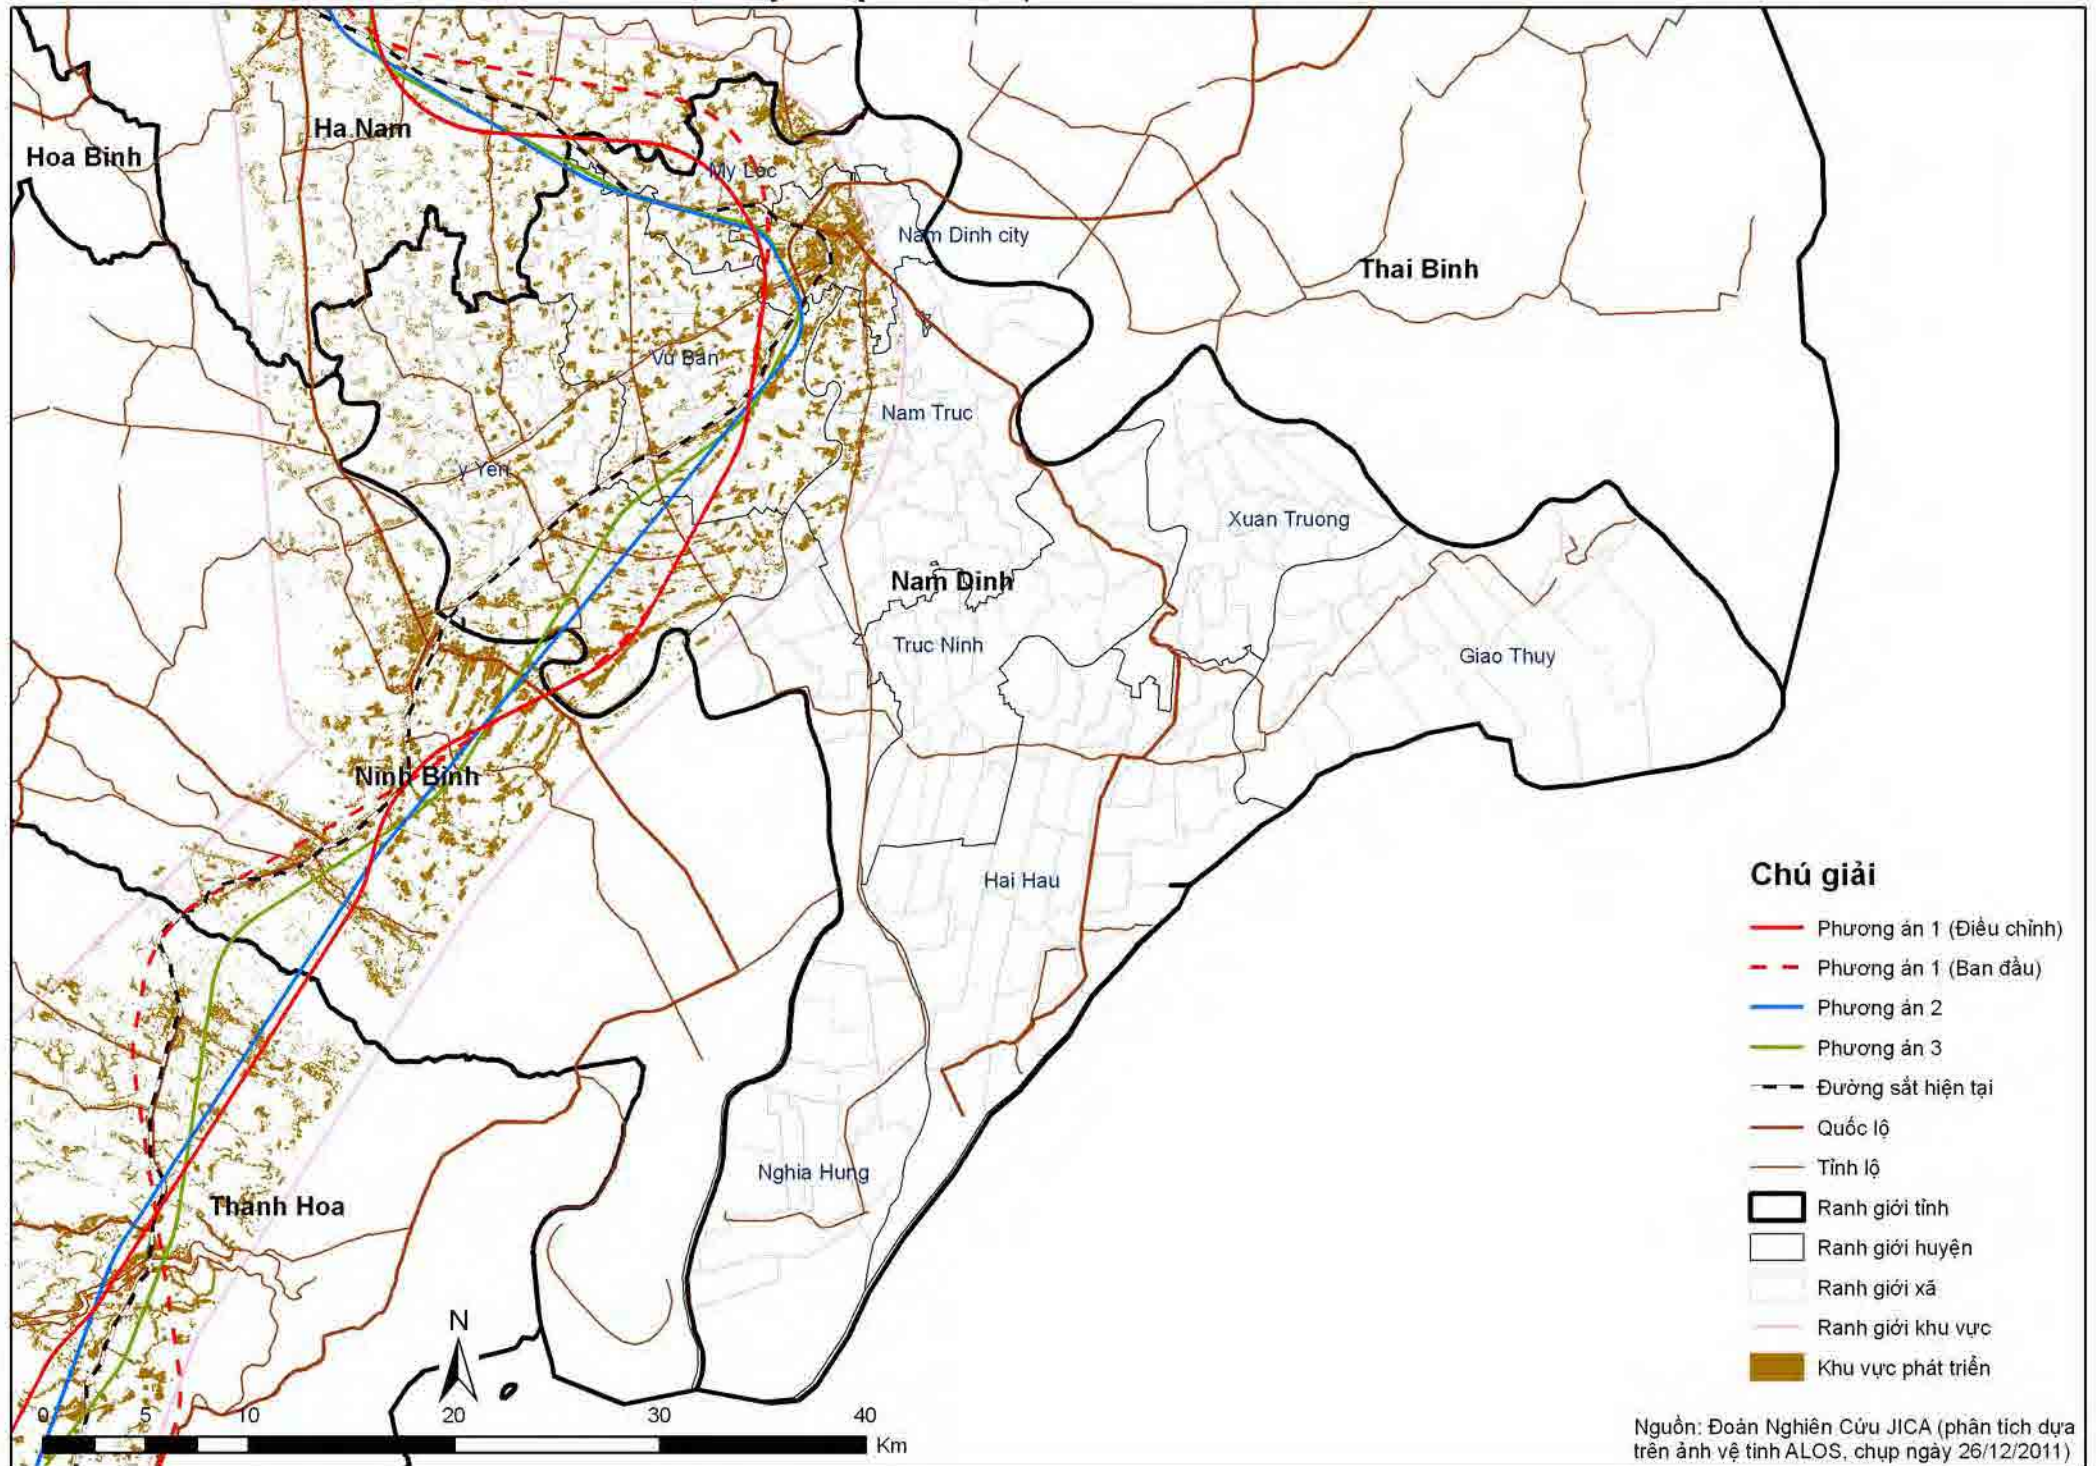 Ha Nam
Hoa Binh
My Loc
Nam Dinh city
Thai Binh
Vu Ban
Nam Truc
Y Yen
Xuan Truong
Nam Dinh
Truc Ninh
Giao Thuy
Ninh Binh
Hai Hau
Nghia Hung
Thanh Hoa
N
0 5 10 20 30 40
Km
Chú giải
Phương án 1 (Điều chỉnh)
Phương án 1 (Ban đầu)
Phương án 2
Phương án 3
Đường sắt hiện tại
Quốc lộ
Tỉnh lộ
Ranh giới tỉnh
Ranh giới huyện
Ranh giới xã
Ranh giới khu vực
Khu vực phát triển
Nguồn: Đoàn Nghiên Cứu JICA (phân tích dựa
trên ảnh vệ tinh ALOS, chụp ngày 26/12/2011)